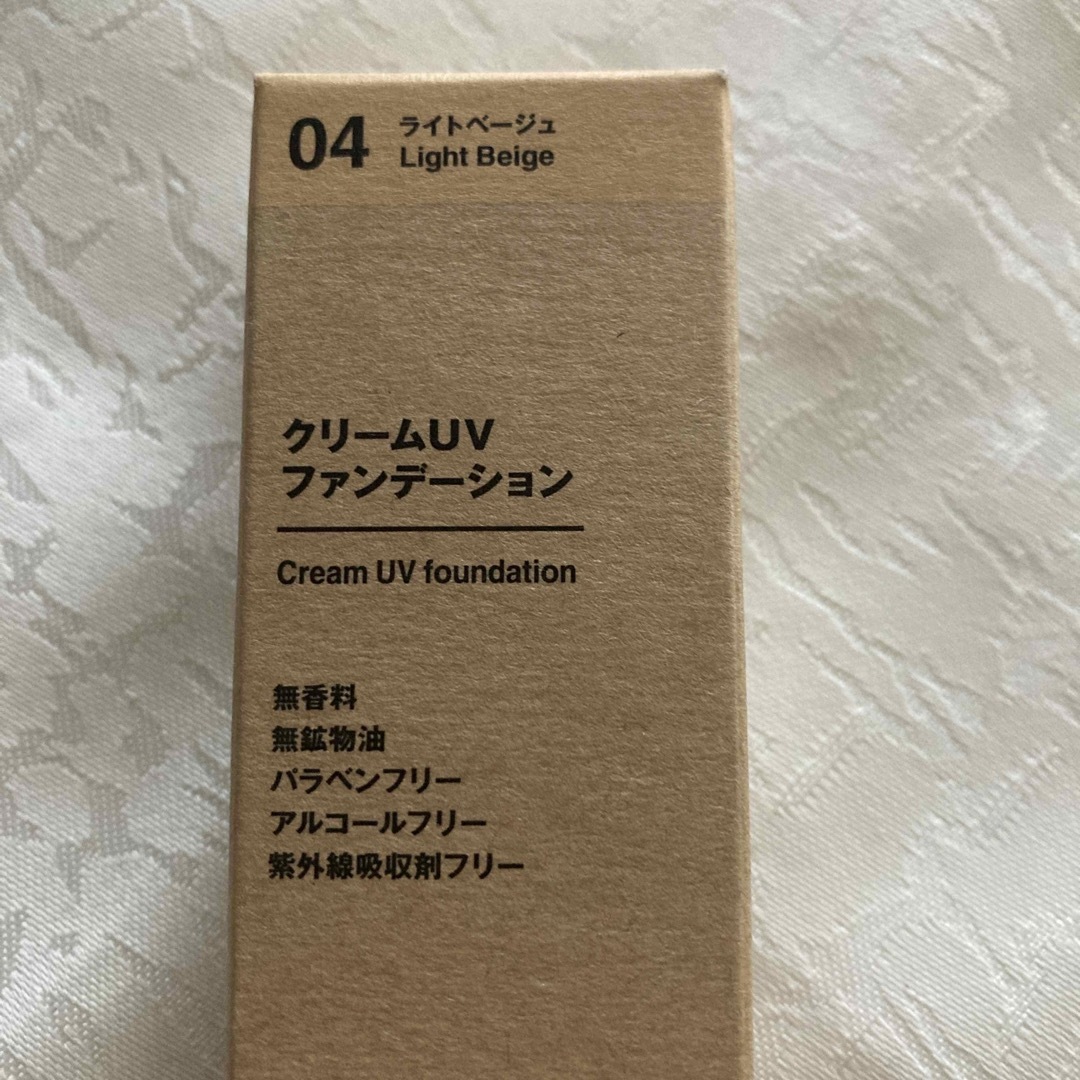 04
ライトベージュ
Light Beige
クリームUV
ファンデーション
Cream UV foundation
無香料
無鉱物油
パラベンフリー
アルコールフリー
紫外線吸収剤フリー